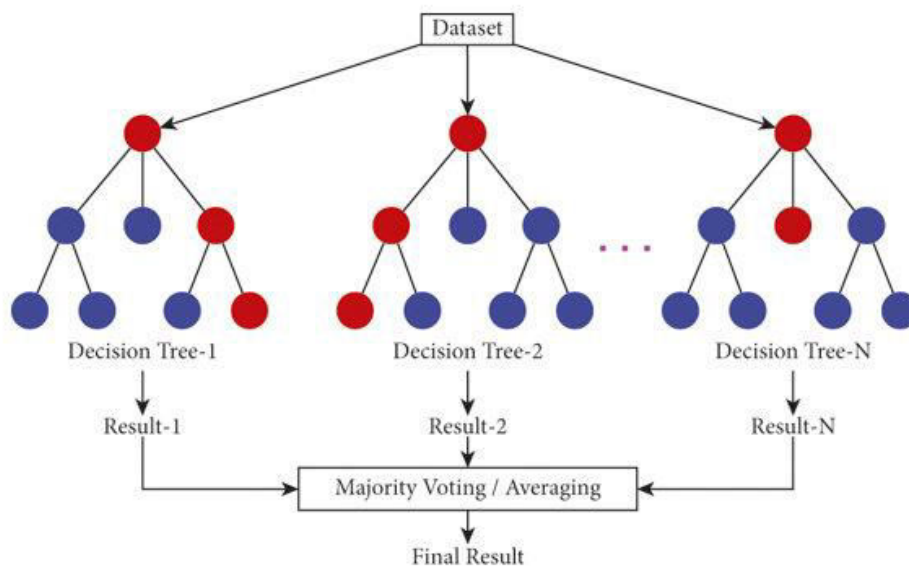 Dataset
Decision Tree-1
Decision Tree-2
Decision Tree-N
Result-1
Result-2
Result-N
Majority Voting / Averaging
Final Result